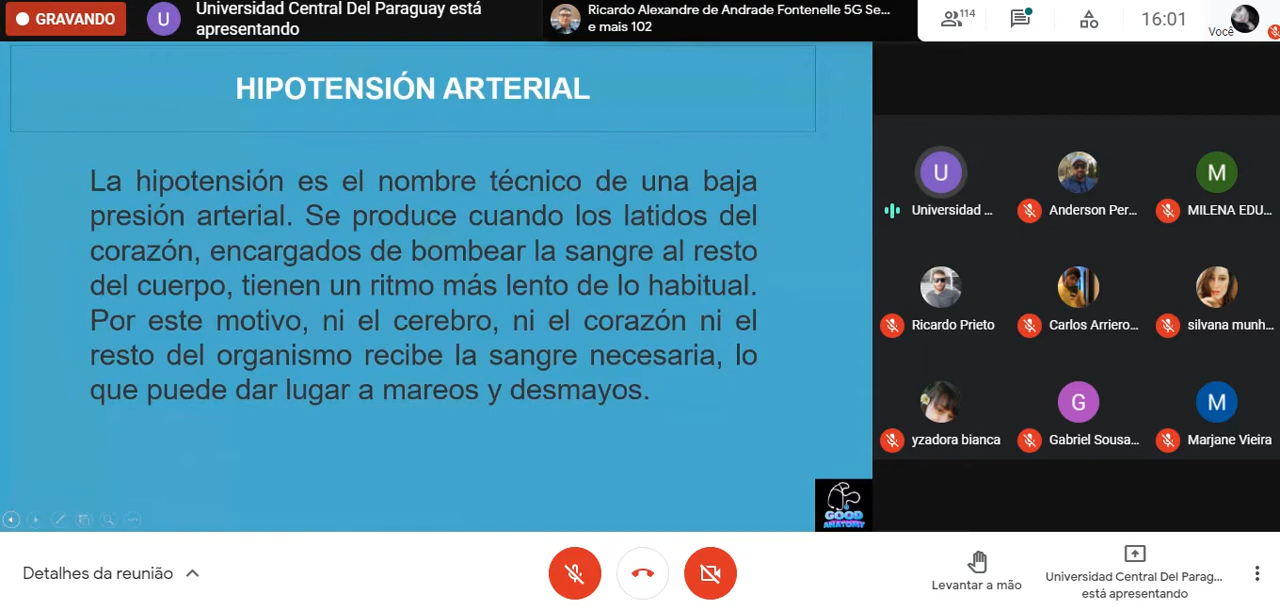 GRAVANDO
U
Universidad Central Del Paraguay está
apresentando
Ricardo Alexandre de Andrade Fontenelle 5G Se...
e mais 102
114
16:01
Você
HIPOTENSIÓN ARTERIAL
La hipotensión es el nombre técnico de una baja
presión arterial. Se produce cuando los latidos del
corazón, encargados de bombear la sangre al resto
del cuerpo, tienen un ritmo más lento de lo habitual.
Por este motivo, ni el cerebro, ni el corazón ni el
resto del organismo recibe la sangre necesaria, lo
que puede dar lugar a mareos y desmayos.
GOOD
ANATOMY
U
M
Universidad ...
Anderson Per...
MILENA EDU...
Ricardo Prieto
Carlos Arriero...
silvana munh...
G
M
yzadora bianca
Gabriel Sousa...
Marjane Vieira
Detalhes da reunião
Levantar a mão
Universidad Central Del Parag...
está apresentando